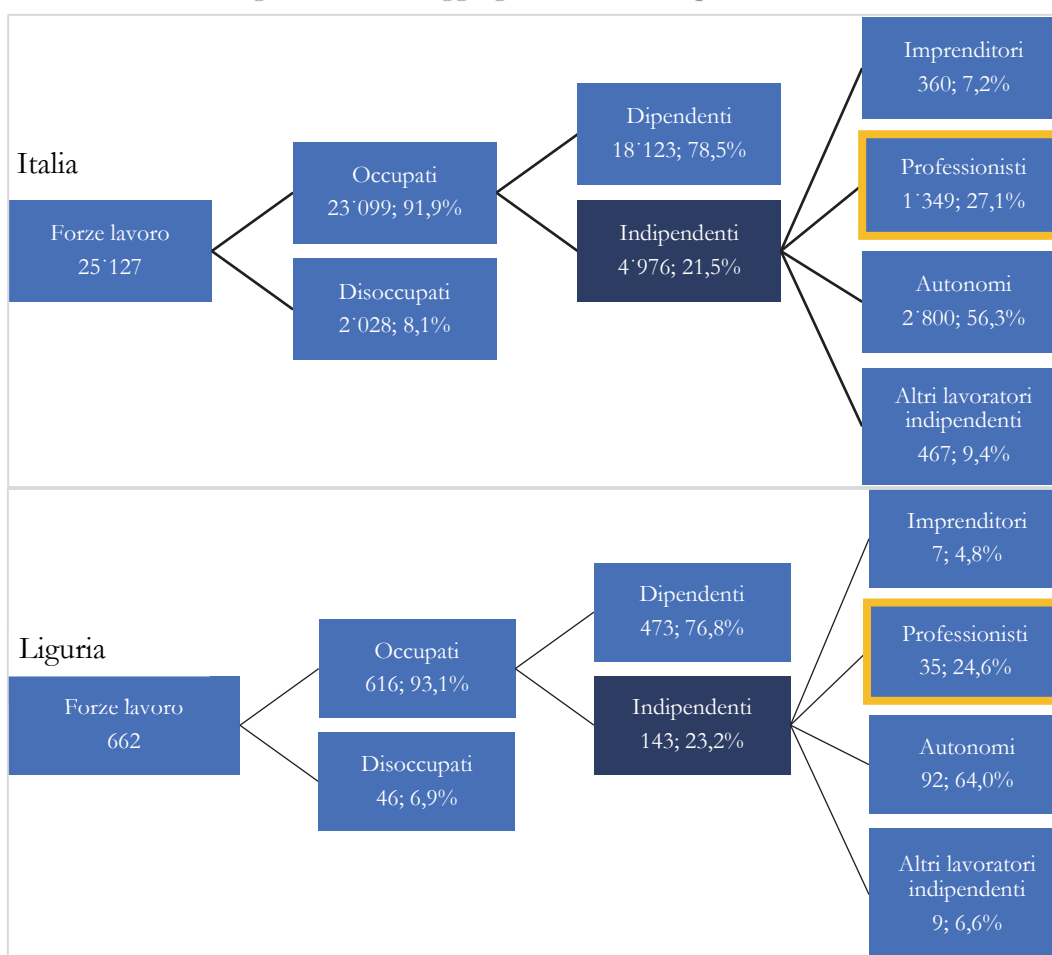 Italia
Forze lavoro
25˙127
Occupati
23˙099; 91,9%
Disoccupati
2˙028; 8,1%
Dipendenti
18˙123; 78,5%
Indipendenti
4˙976; 21,5%
Imprenditori
360; 7,2%
Professionisti
1˙349; 27,1%
Autonomi
2˙800; 56,3%
Altri lavoratori
indipendenti
467; 9,4%
Liguria
Forze lavoro
662
Occupati
616; 93,1%
Disoccupati
46; 6,9%
Dipendenti
473; 76,8%
Indipendenti
143; 23,2%
Imprenditori
7; 4,8%
Professionisti
35; 24,6%
Autonomi
92; 64,0%
Altri lavoratori
indipendenti
9; 6,6%